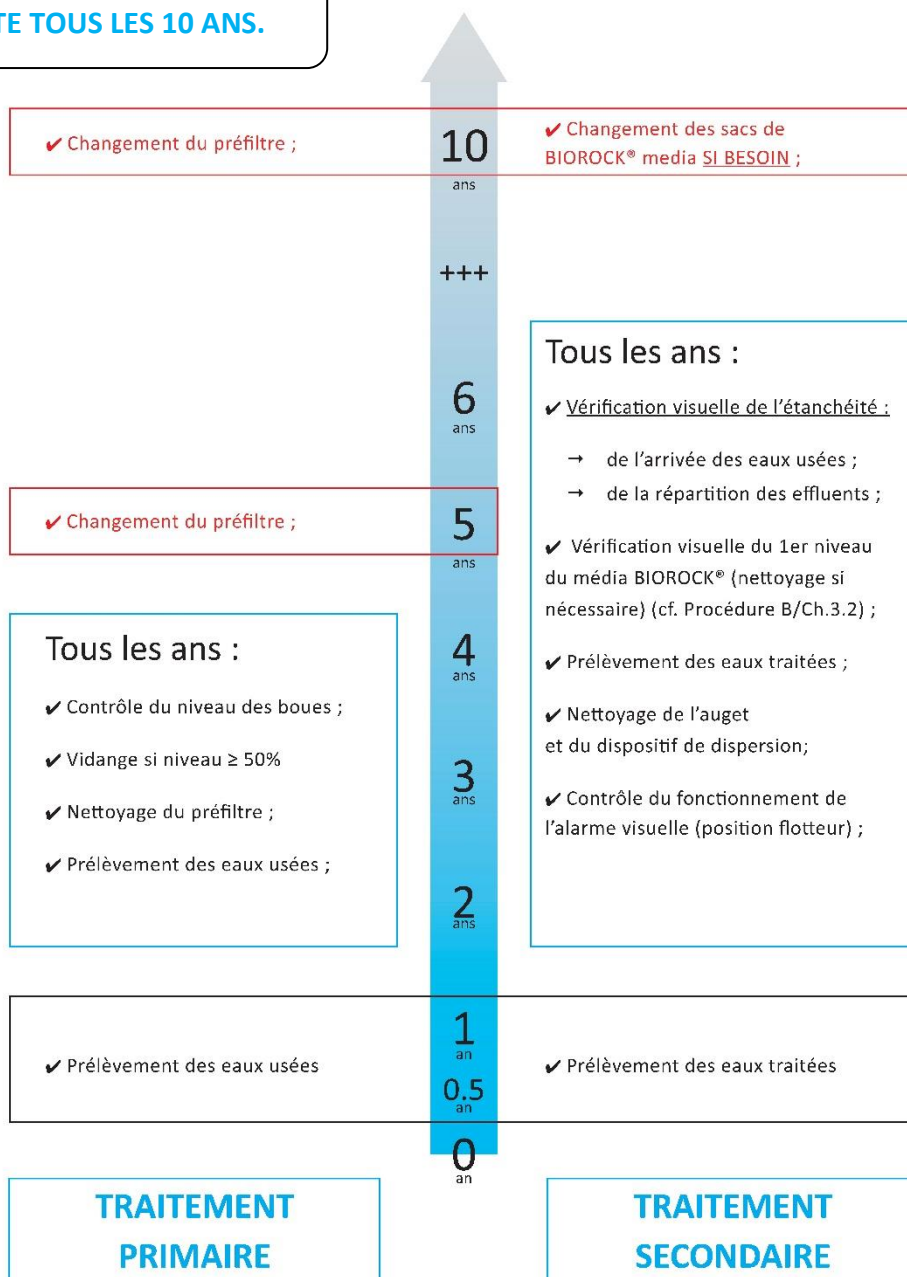 TE TOUS LES 10 ANS.
✔ Changement du préfiltre ;
10
ans
✔ Changement des sacs de
BIOROCK® media SI BESOIN ;
+++
6
ans
5
ans
✔ Changement du préfiltre ;
4
ans
3
ans
2
ans
Tous les ans :
✔ Vérification visuelle de l'étanchéité :
→ de l'arrivée des eaux usées ;
→ de la répartition des effluents ;
✔ Vérification visuelle du 1er niveau
du média BIOROCK® (nettoyage si
nécessaire) (cf. Procédure B/Ch.3.2) ;
✔ Prélèvement des eaux traitées ;
✔ Nettoyage de l'auget
et du dispositif de dispersion;
✔ Contrôle du fonctionnement de
l'alarme visuelle (position flotteur) ;
Tous les ans :
✔ Contrôle du niveau des boues ;
✔ Vidange si niveau ≥ 50%
✔ Nettoyage du préfiltre ;
✔ Prélèvement des eaux usées ;
✔ Prélèvement des eaux usées
1
an
0.5
an
✔ Prélèvement des eaux traitées
0
an
TRAITEMENT
PRIMAIRE
TRAITEMENT
SECONDAIRE